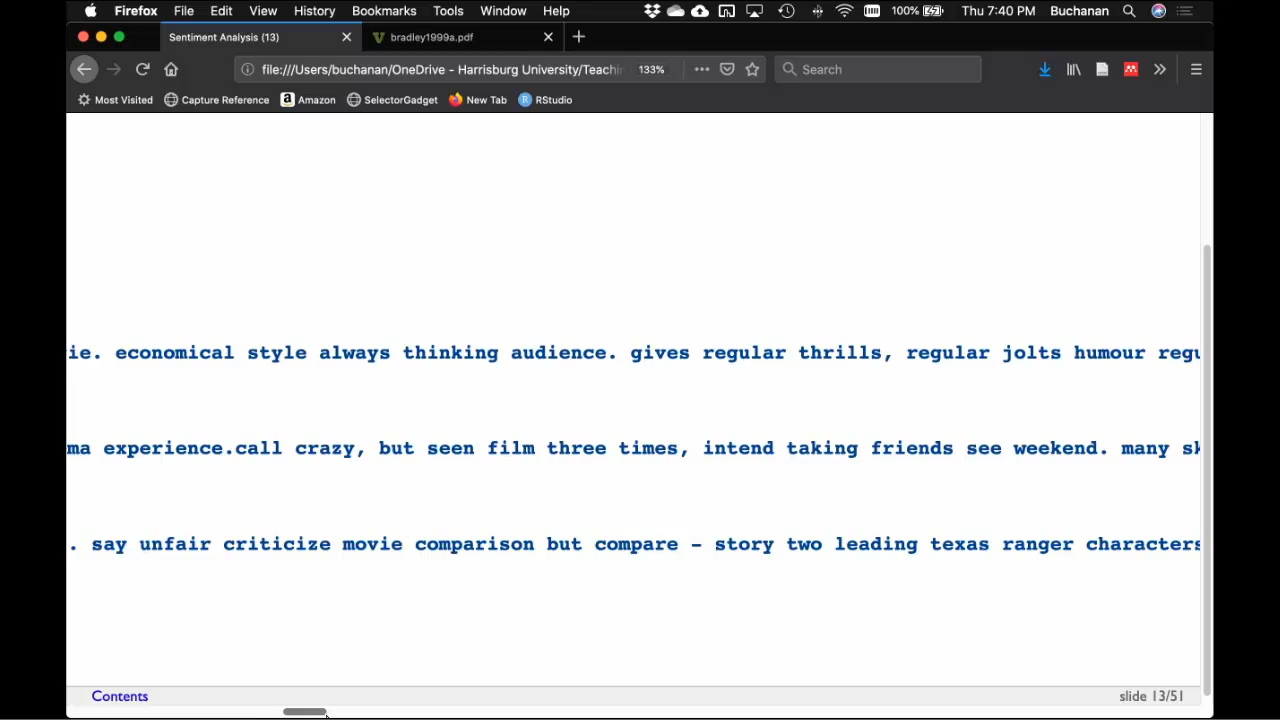 Firefox File Edit View History Bookmarks Tools Window Help 100% Thu 7:40 PM Buchanan
Sentiment Analysis (13) bradley1999a.pdf
file:///Users/buchanan/OneDrive - Harrisburg University/Teachin 133% Search
Most Visited Capture Reference Amazon SelectorGadget New Tab RStudio
ie. economical style always thinking audience. gives regular thrills, regular jolts humour regu
ma experience.call crazy, but seen film three times, intend taking friends see weekend. many sk
. say unfair criticize movie comparison but compare - story two leading texas ranger characters
Contents slide 13/51